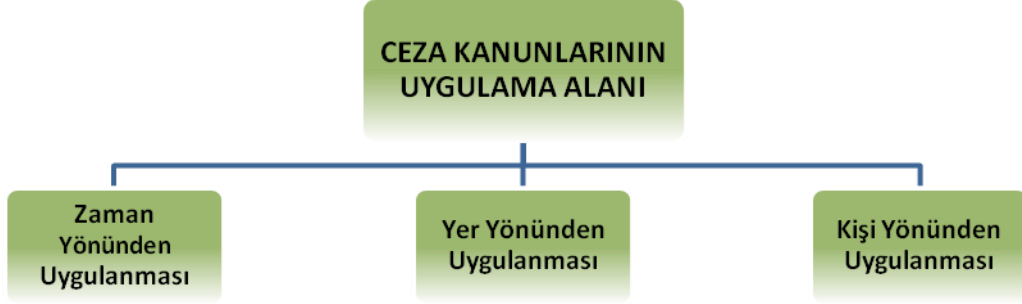 CEZA KANUNLARININ
UYGULAMA ALANI
Zaman
Yönünden
Uygulanması
Yer Yönünden
Uygulanması
Kişi Yönünden
Uygulanması